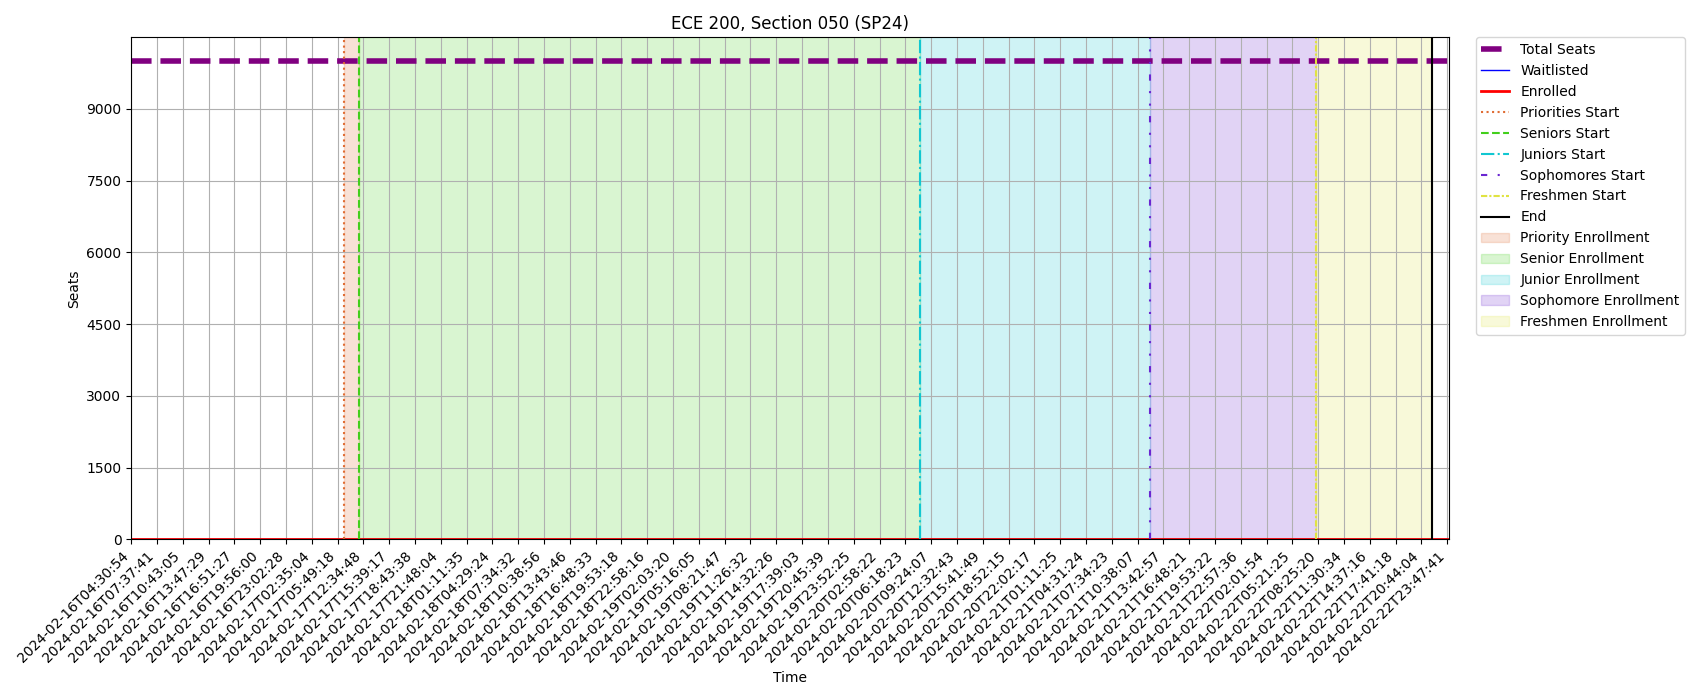 ECE 200, Section 050 (SP24)
Total Seats
Waitlisted
Enrolled
Priorities Start
Seniors Start
Juniors Start
Sophomores Start
Freshmen Start
End
Priority Enrollment
Senior Enrollment
Junior Enrollment
Sophomore Enrollment
Freshmen Enrollment
Seats
9000
7500
6000
4500
3000
1500
0
2024-02-16T04:30:54
2024-02-16T07:37:41
2024-02-16T10:43:05
2024-02-16T13:47:29
2024-02-16T16:51:27
2024-02-16T19:56:00
2024-02-16T23:02:28
2024-02-17T02:35:04
2024-02-17T05:49:18
2024-02-17T12:34:48
2024-02-17T15:39:17
2024-02-17T18:43:38
2024-02-17T21:48:04
2024-02-18T01:11:35
2024-02-18T04:29:24
2024-02-18T07:34:32
2024-02-18T10:38:56
2024-02-18T13:43:46
2024-02-18T16:48:33
2024-02-18T19:53:18
2024-02-18T22:58:16
2024-02-19T02:03:20
2024-02-19T05:16:05
2024-02-19T08:21:47
2024-02-19T11:26:32
2024-02-19T14:32:26
2024-02-19T17:39:03
2024-02-19T20:45:39
2024-02-19T23:52:25
2024-02-20T02:58:22
2024-02-20T06:18:23
2024-02-20T09:24:07
2024-02-20T12:32:43
2024-02-20T15:41:49
2024-02-20T18:52:15
2024-02-20T22:02:17
2024-02-21T01:11:25
2024-02-21T04:31:24
2024-02-21T07:34:23
2024-02-21T10:38:07
2024-02-21T13:42:57
2024-02-21T16:48:21
2024-02-21T19:53:22
2024-02-21T22:57:36
2024-02-22T02:01:54
2024-02-22T05:21:25
2024-02-22T08:25:20
2024-02-22T11:30:34
2024-02-22T14:37:16
2024-02-22T17:41:18
2024-02-22T20:44:04
2024-02-22T23:47:41
Time